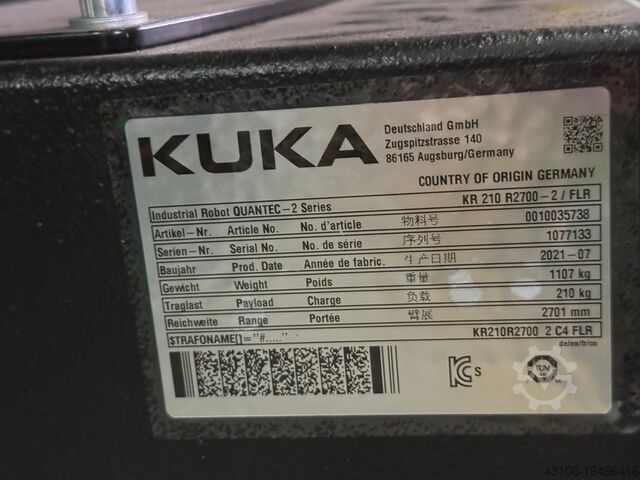 KUKA
Deutschland GmbH
Zugspitzstrasse 140
86165 Augsburg/Germany
COUNTRY OF ORIGIN GERMANY
Industrial Robot QUANTEC-2 Series KR 210 R2700-2 / FLR
Artikel-Nr. Article No. No. d'article 物料号 0010035738
Serien-Nr. Serial No. No. de série 序列号 1077133
Baujahr Prod. Date Année de fabric. 生产日期 2021-07
Gewicht Weight Poids 重量 1107 kg
Traglast Payload Charge 负载 210 kg
Reichweite Range Portée 臂展 2701 mm
$TRAFONAME[]="#....." KR210R2700_2 C4 FLR
de/en/fr/cn
KC S
TÜV
43108-19496416